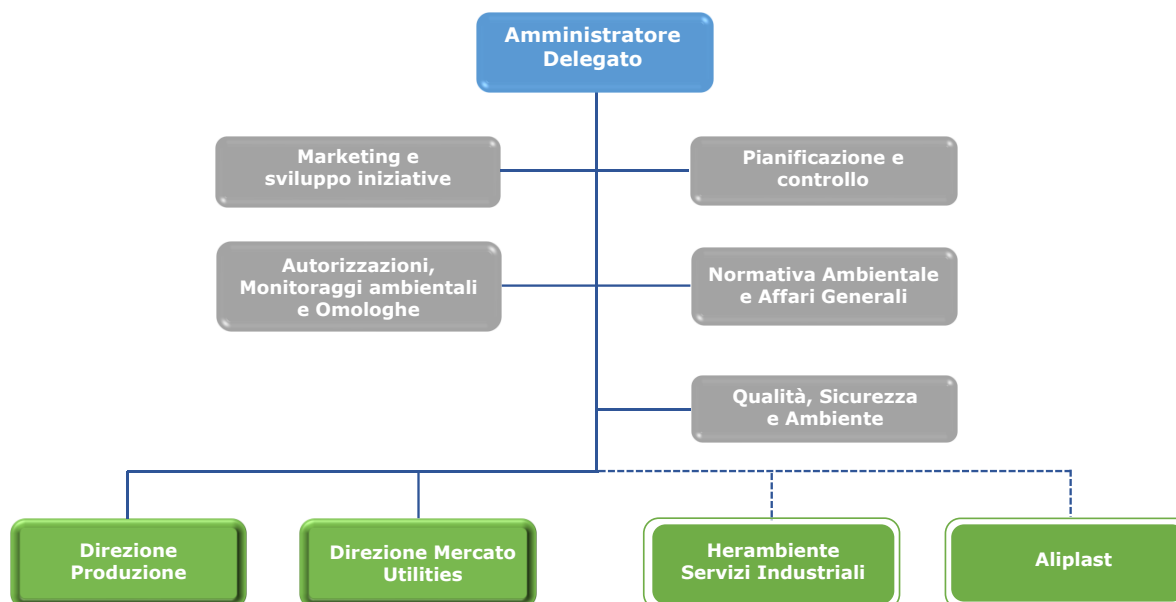 Amministratore
Delegato
Marketing e
sviluppo iniziative
Pianificazione e
controllo
Autorizzazioni,
Monitoraggi ambientali
e Omologhe
Normativa Ambientale
e Affari Generali
Qualità, Sicurezza
e Ambiente
Direzione
Produzione
Direzione Mercato
Utilities
Herambiente
Servizi Industriali
Aliplast